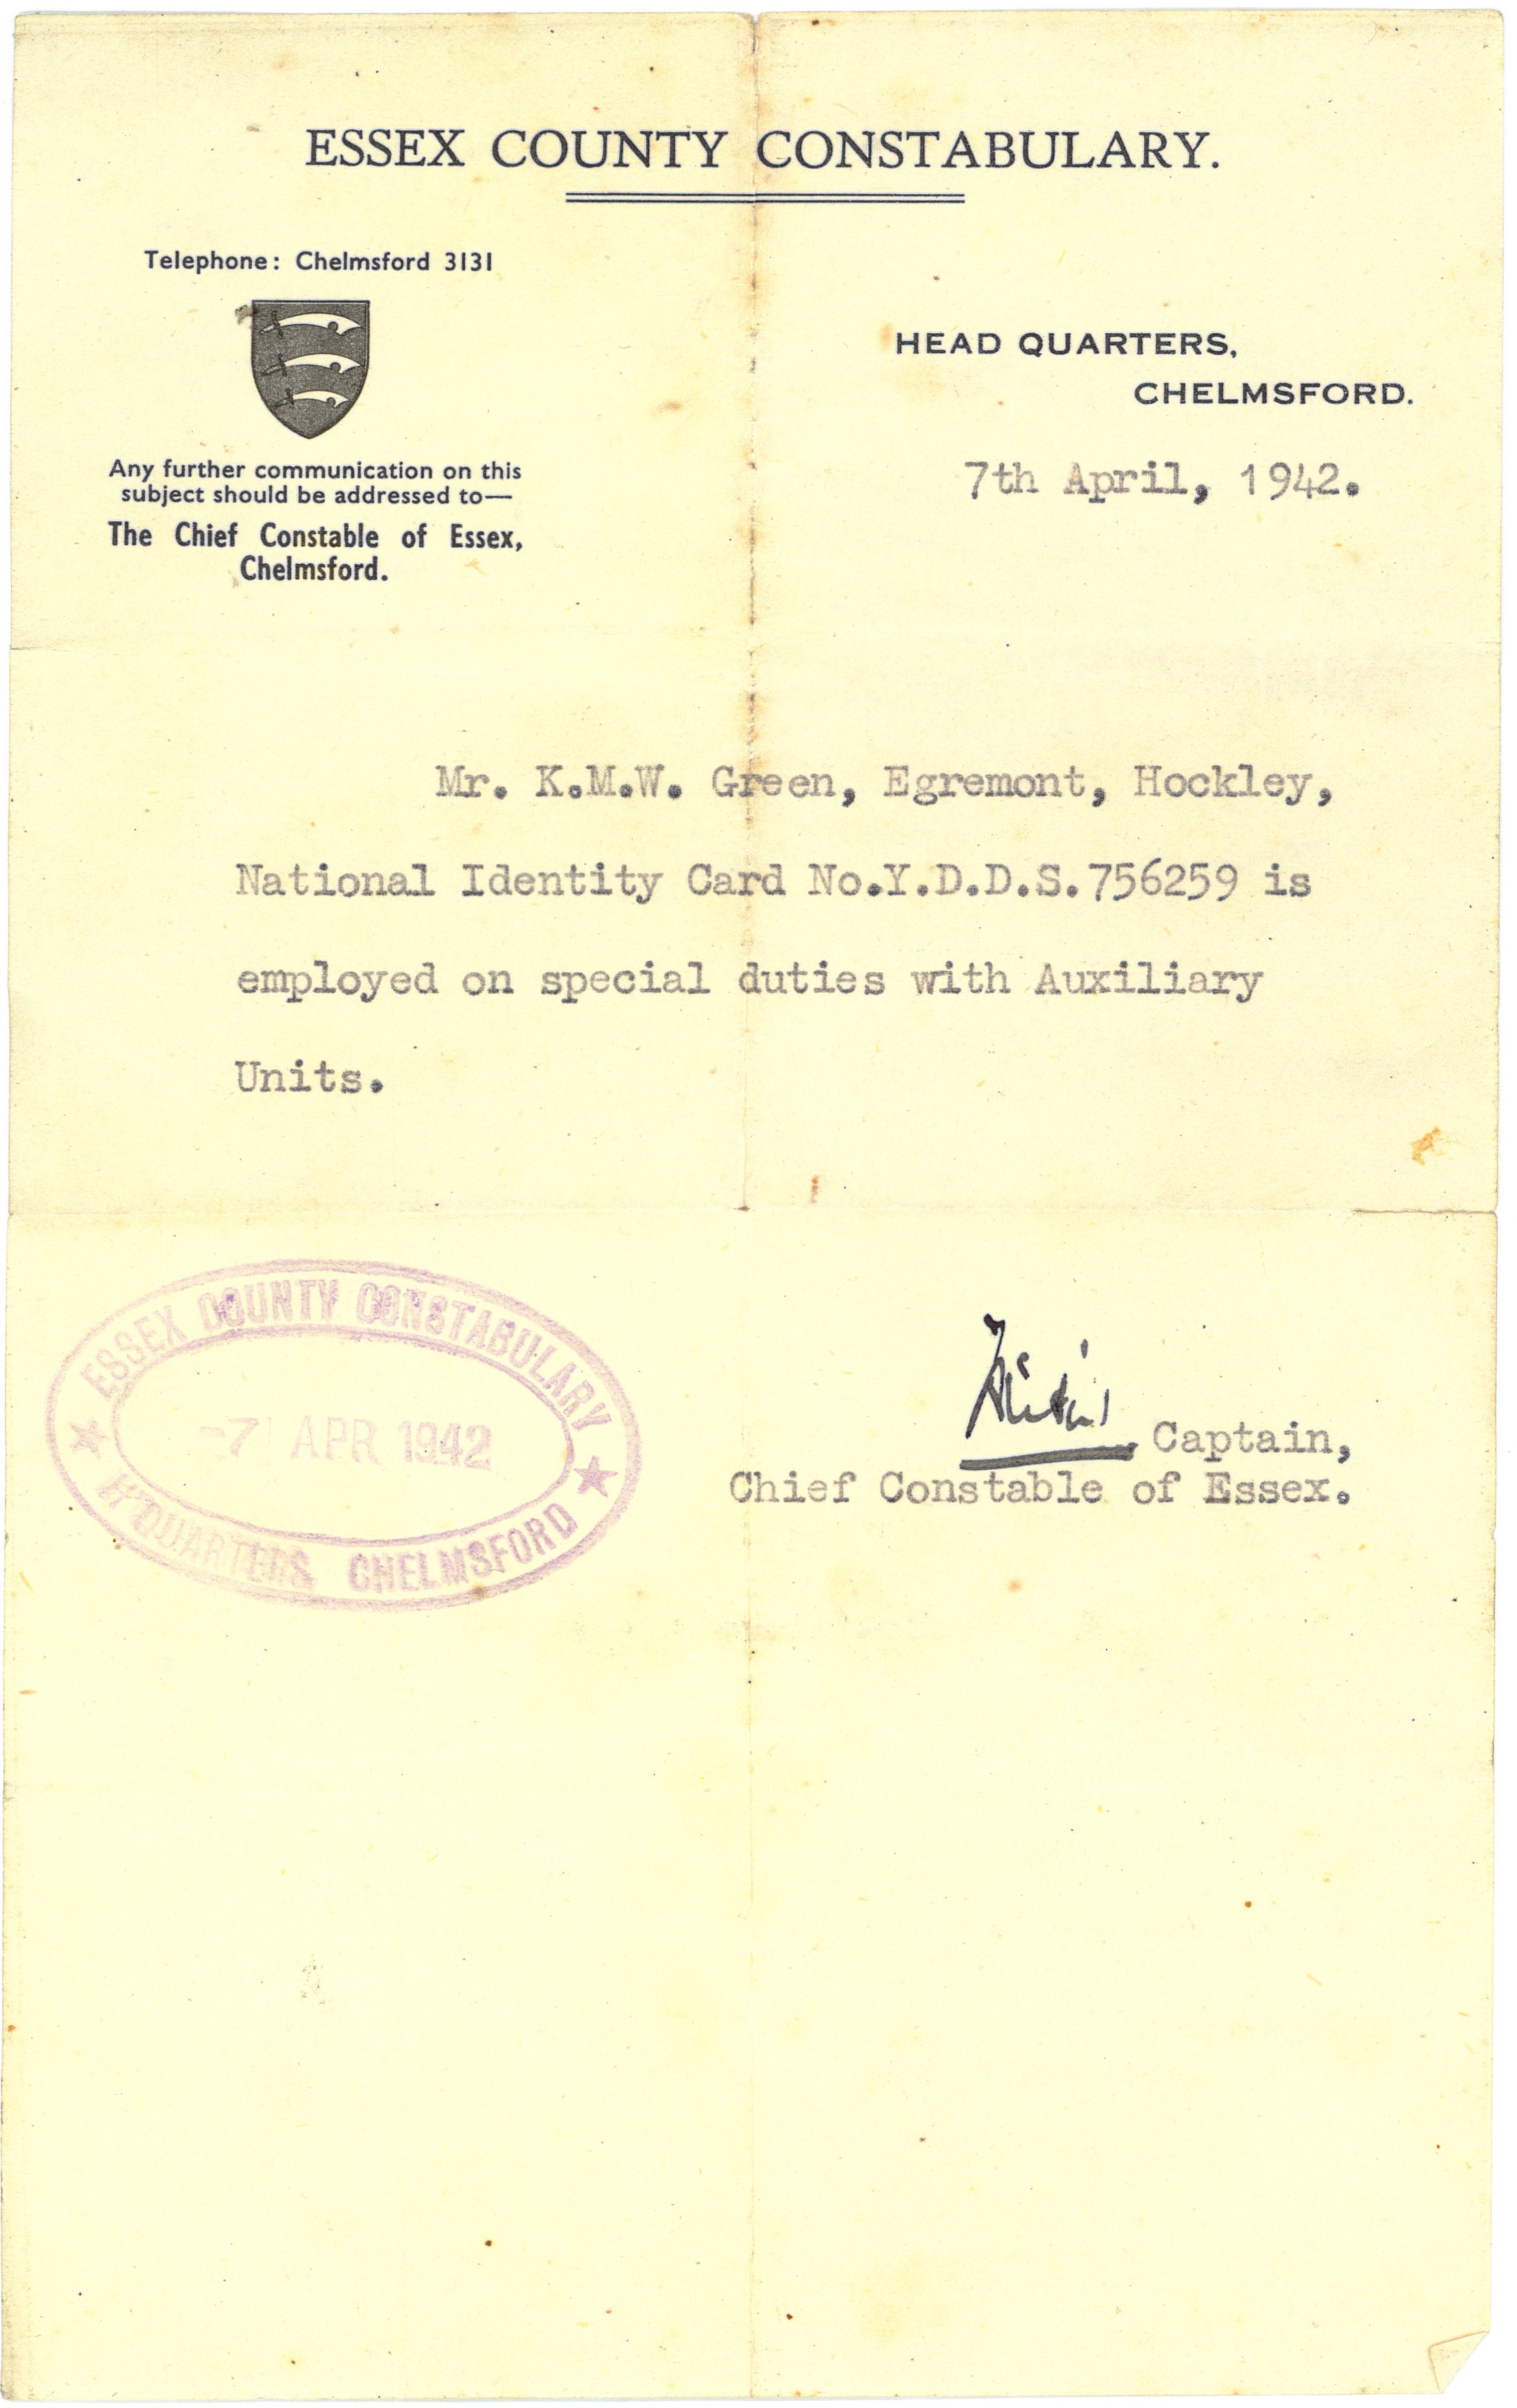 ESSEX COUNTY CONSTABULARY.
Telephone: Chelmsford 3131
Any further communication on this
subject should be addressed to—
The Chief Constable of Essex,
Chelmsford.
HEAD QUARTERS,
CHELMSFORD.
7th April, 1942.
Mr. K.M.W. Green, Egremont, Hockley,
National Identity Card No.Y.D.D.S.756259 is
employed on special duties with Auxiliary
Units.
ESSEX COUNTY CONSTABULARY
-7 APR 1942
H'QUARTERS CHELMSFORD
Captain,
Chief Constable of Essex.